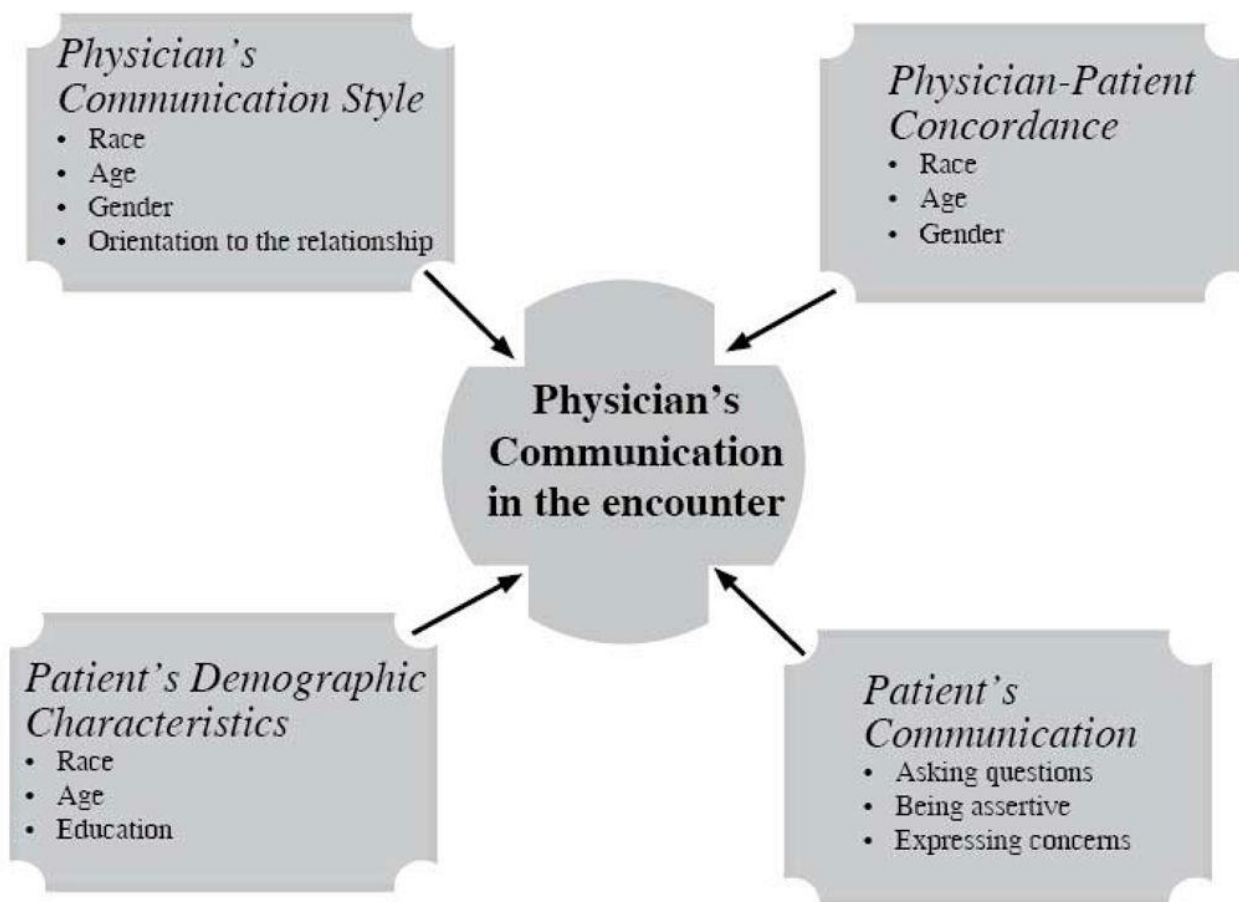 Physician's
Communication Style
• Race
• Age
• Gender
• Orientation to the relationship
Physician-Patient
Concordance
• Race
• Age
• Gender
Physician's
Communication
in the encounter
Patient's Demographic
Characteristics
• Race
• Age
• Education
Patient's
Communication
• Asking questions
• Being assertive
• Expressing concerns